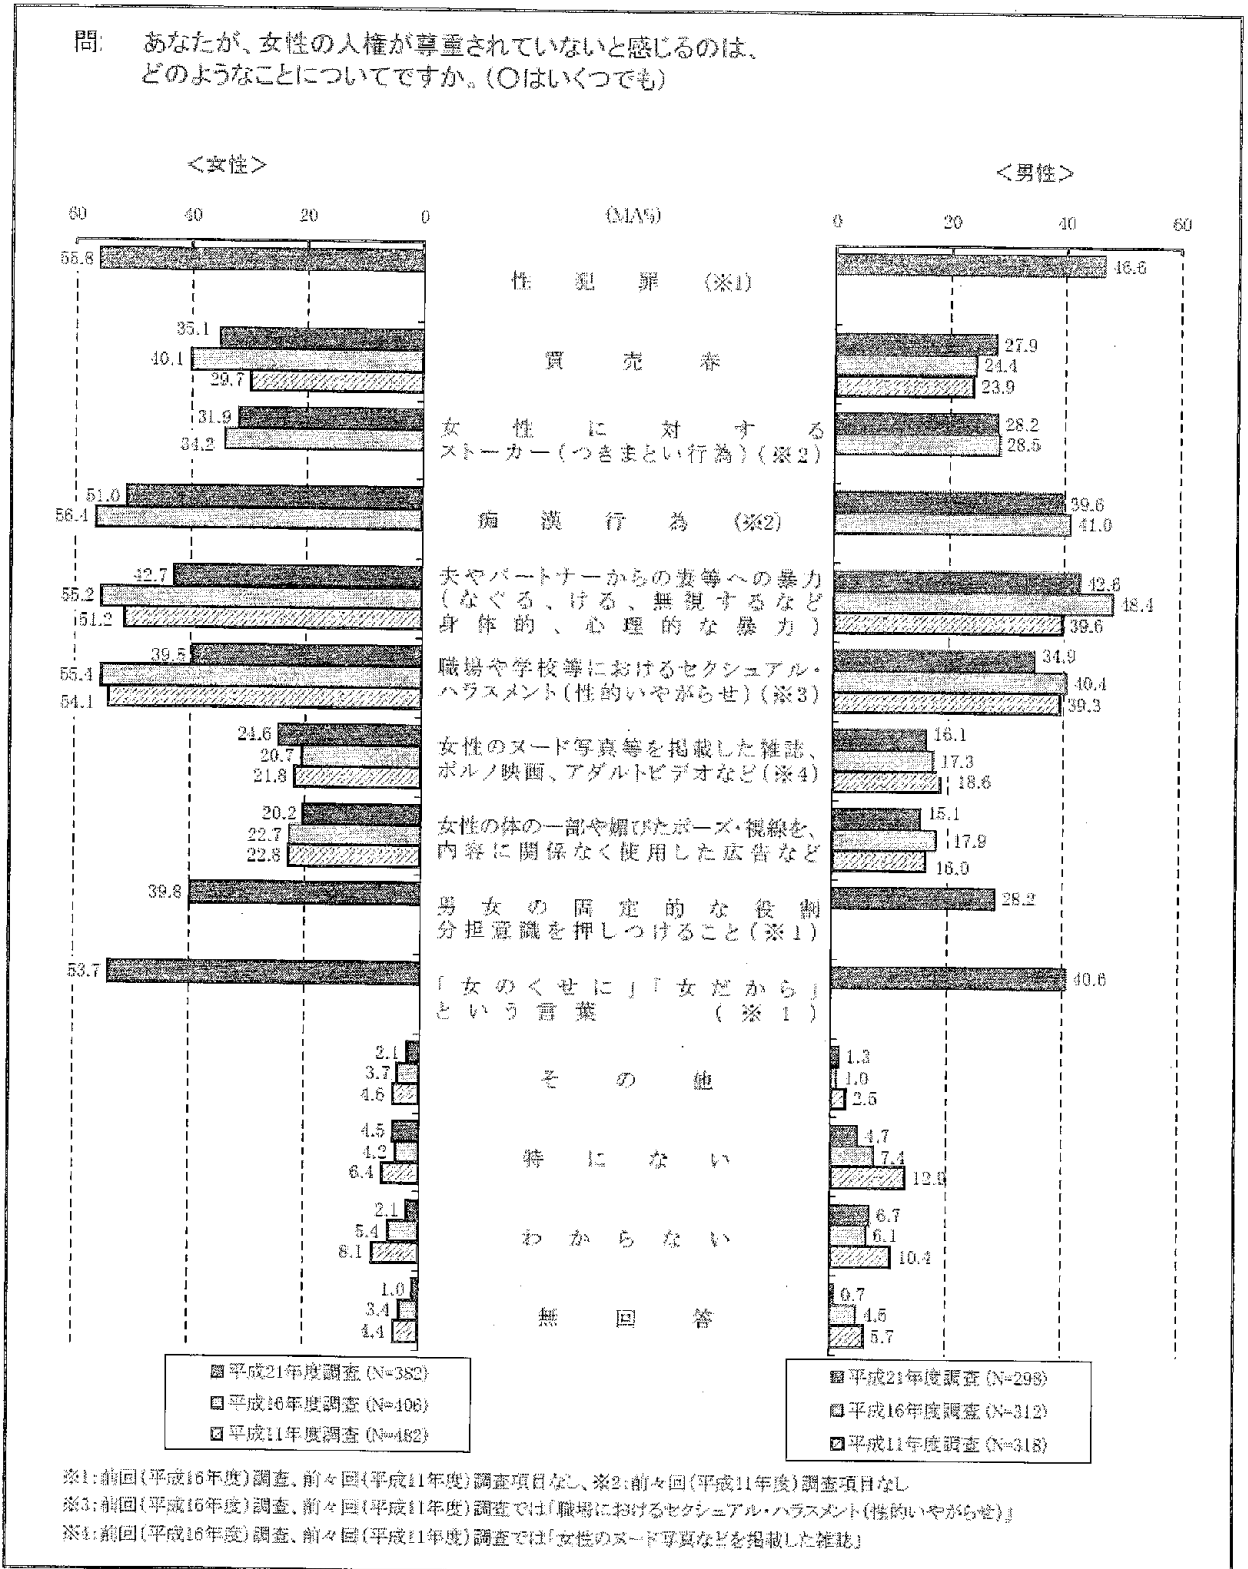 問: あなたが、女性の人権が尊重されていないと感じるのは、
どのようなことについてですか。(○はいくつでも)
＜女性＞
＜男性＞
60 40 20 0 (MA%) 0 20 40 60
55.8 性犯罪 (※1) 46.6
35.1 27.9
40.1 買売春 24.4
29.7 23.9
31.9 女性に対する 28.2
34.2 ストーカー(つきまとい行為)(※2) 28.5
51.0 39.6
56.4 痴漢行為 (※2) 41.0
42.7 夫やパートナーからの妻等への暴力 42.6
55.2 (なぐる、ける、無視するなど 48.4
51.2 身体的、心理的な暴力) 39.6
39.5 34.9
55.4 職場や学校等におけるセクシュアル・ 40.4
54.1 ハラスメント(性的いやがらせ)(※3) 39.3
24.6 16.1
20.7 女性のヌード写真等を掲載した雑誌、 17.3
21.8 ポルノ映画、アダルトビデオなど(※4) 18.6
20.2 15.1
22.7 女性の体の一部や媚びたポーズ・視線を、 17.9
22.8 内容に関係なく使用した広告など 16.0
39.8 男女の固定的な役割 28.2
分担意識を押しつけること(※1)
53.7 「女のくせに」「女だから」 40.6
という言葉 (※1)
2.1 1.3
3.7 その他 1.0
4.6 2.5
4.5 4.7
4.2 特にない 7.4
6.4
2.1 6.7
5.4 わからない 6.1
8.1 10.4
1.0 0.7
3.4 無回答 4.5
4.4 5.7
平成21年度調査 (N=382)
平成16年度調査 (N=406)
平成11年度調査 (N=482)
平成21年度調査 (N=298)
平成16年度調査 (N=312)
平成11年度調査 (N=318)
※1:前回(平成16年度)調査、前々回(平成11年度)調査項目なし、※2:前々回(平成11年度)調査項目なし
※3:前回(平成16年度)調査、前々回(平成11年度)調査では「職場におけるセクシュアル・ハラスメント(性的いやがらせ)」
※4:前回(平成16年度)調査、前々回(平成11年度)調査では「女性のヌード写真などを掲載した雑誌」